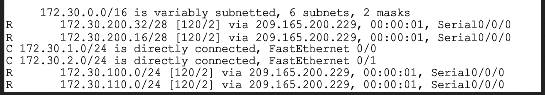 172.30.0.0/16 is variably subnetted, 6 subnets, 2 masks
R 172.30.200.32/28 [120/2] via 209.165.200.229, 00:00:01, Serial0/0/0
R 172.30.200.16/28 [120/2] via 209.165.200.229, 00:00:01, Serial0/0/0
C 172.30.1.0/24 is directly connected, FastEthernet 0/0
C 172.30.2.0/24 is directly connected, FastEthernet 0/1
R 172.30.100.0/24 [120/2] via 209.165.200.229, 00:00:01, Serial0/0/0
R 172.30.110.0/24 [120/2] via 209.165.200.229, 00:00:01, Serial0/0/0